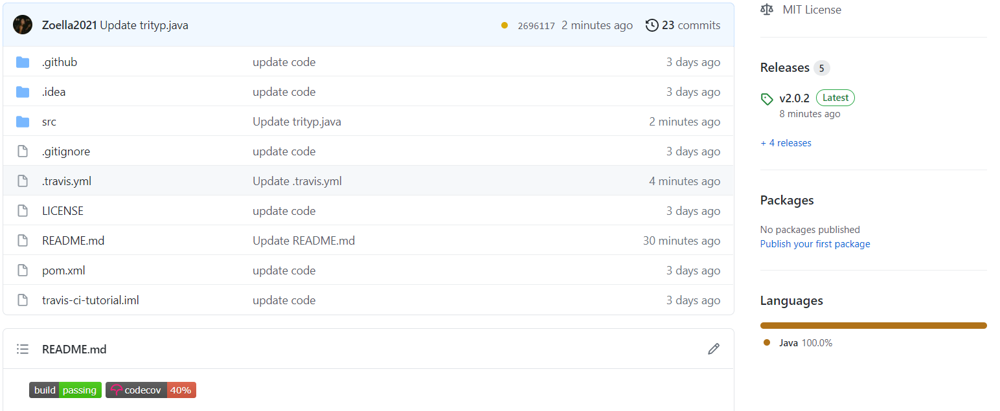 Zoella2021 Update trityp.java 2696117 2 minutes ago 23 commits
.github update code 3 days ago
.idea update code 3 days ago
src Update trityp.java 2 minutes ago
.gitignore update code 3 days ago
.travis.yml Update .travis.yml 4 minutes ago
LICENSE update code 3 days ago
README.md Update README.md 30 minutes ago
pom.xml update code 3 days ago
travis-ci-tutorial.iml update code 3 days ago
README.md
build passing codecov 40%
MIT License
Releases 5
v2.0.2 Latest
8 minutes ago
+ 4 releases
Packages
No packages published
Publish your first package
Languages
Java 100.0%